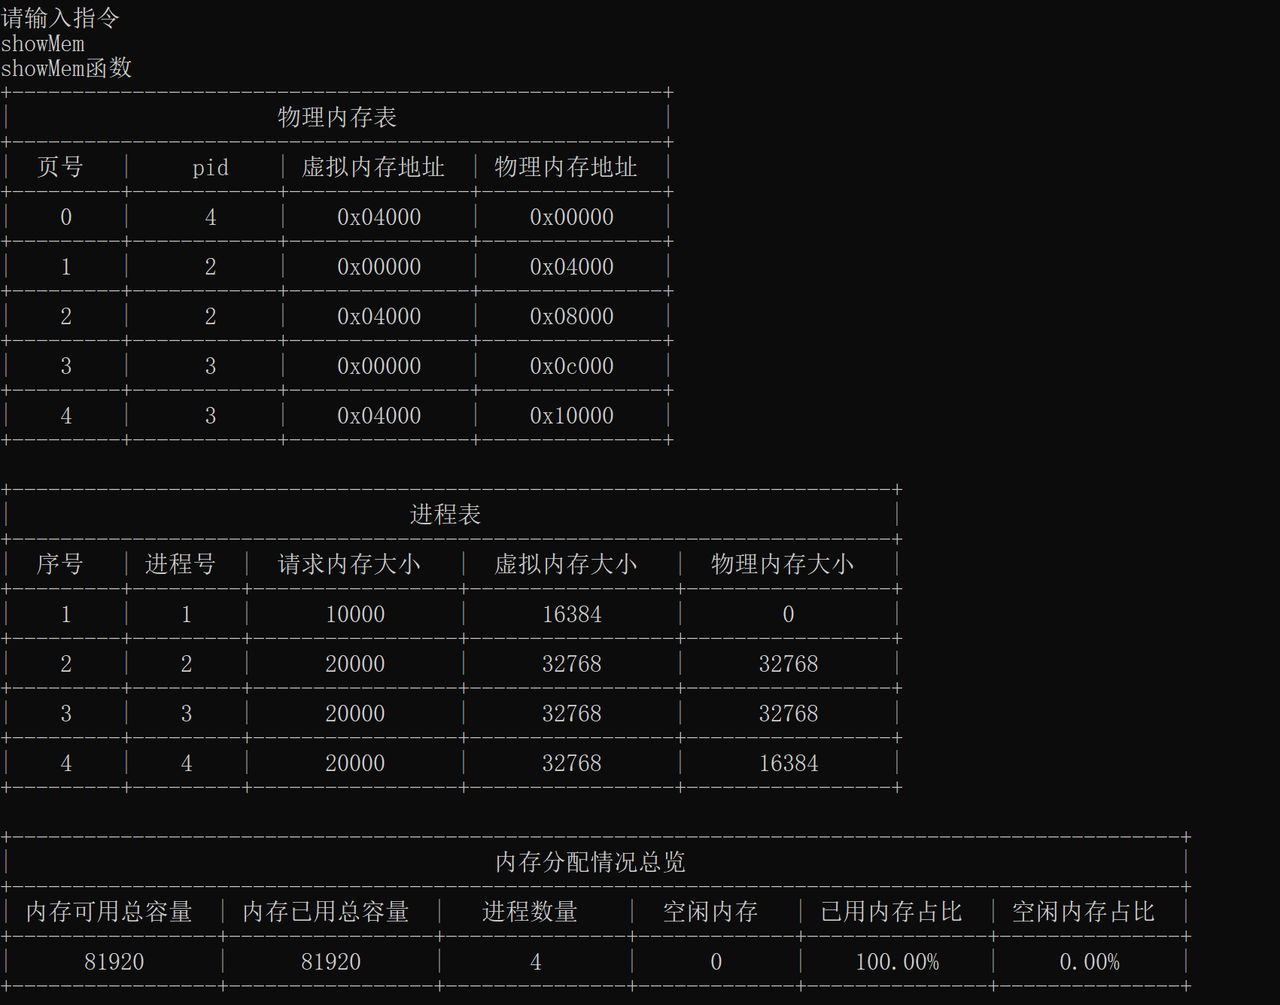 请输入指令
showMem
showMem函数
物理内存表
页号 pid 虚拟内存地址 物理内存地址
0 4 0x04000 0x00000
1 2 0x00000 0x04000
2 2 0x04000 0x08000
3 3 0x00000 0x0c000
4 3 0x04000 0x10000
进程表
序号 进程号 请求内存大小 虚拟内存大小 物理内存大小
1 1 10000 16384 0
2 2 20000 32768 32768
3 3 20000 32768 32768
4 4 20000 32768 16384
内存分配情况总览
内存可用总容量 内存已用总容量 进程数量 空闲内存 已用内存占比 空闲内存占比
81920 81920 4 0 100.00% 0.00%